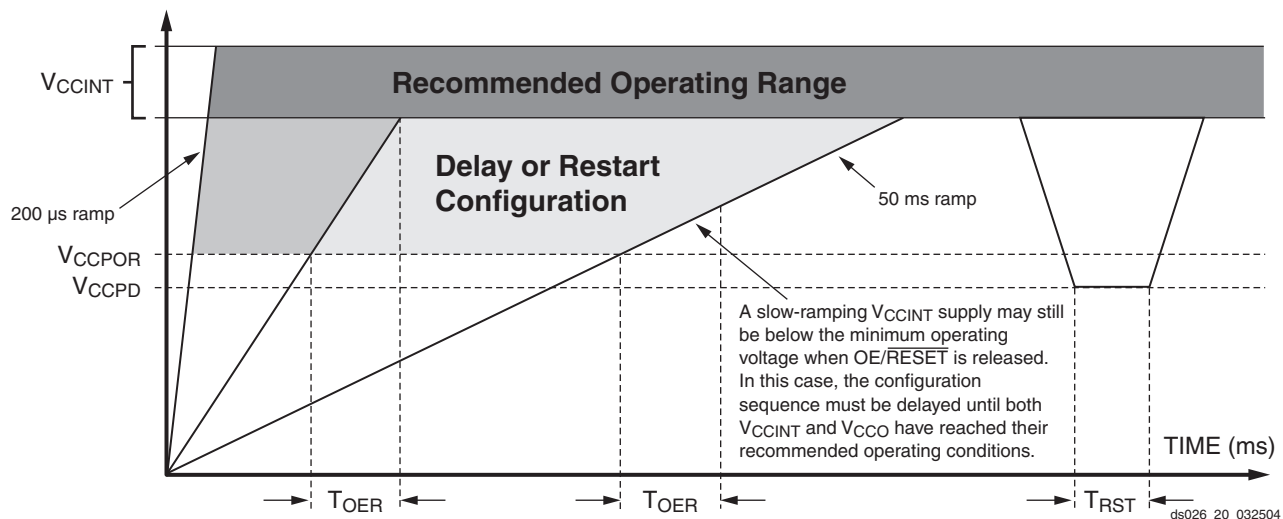 VCCINT
Recommended Operating Range
Delay or Restart
Configuration
200 µs ramp
50 ms ramp
VCCPOR
VCCPD
A slow-ramping VCCINT supply may still
be below the minimum operating
voltage when OE/RESET is released.
In this case, the configuration
sequence must be delayed until both
VCCINT and VCCO have reached their
recommended operating conditions.
TIME (ms)
TOER
TOER
TRST
ds026_20_032504